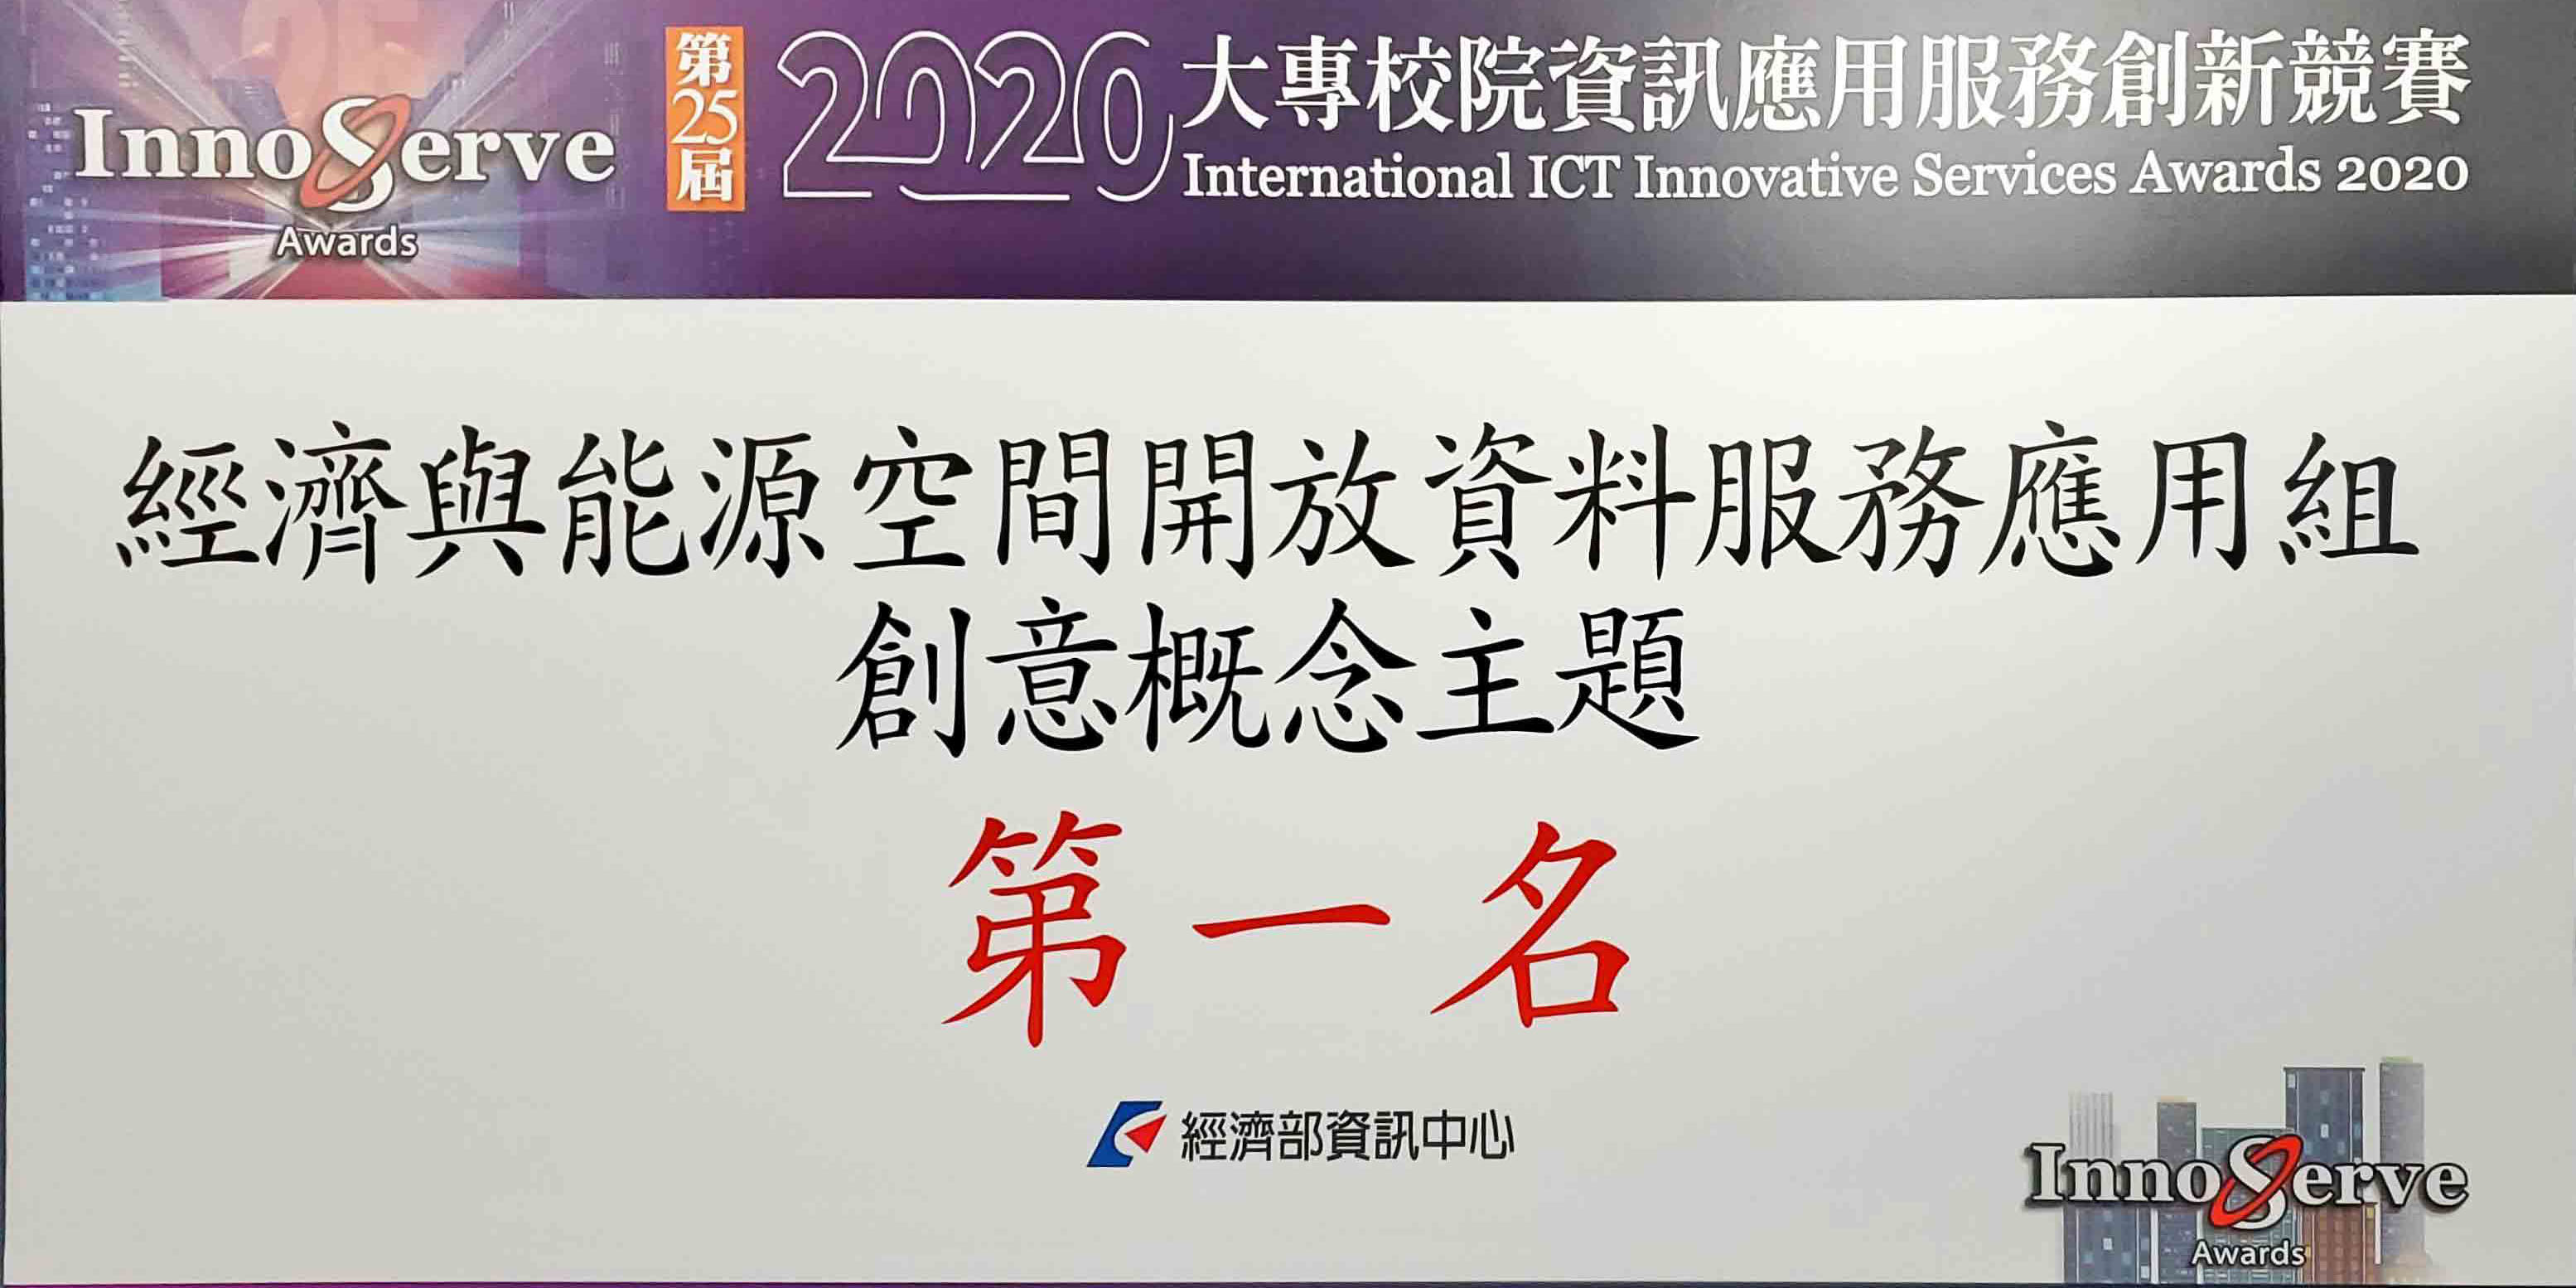 InnoServe
Awards
第25屆
2020
大專校院資訊應用服務創新競賽
International ICT Innovative Services Awards 2020
經濟與能源空間開放資料服務應用組
創意概念主題
第一名
經濟部資訊中心
InnoServe
Awards